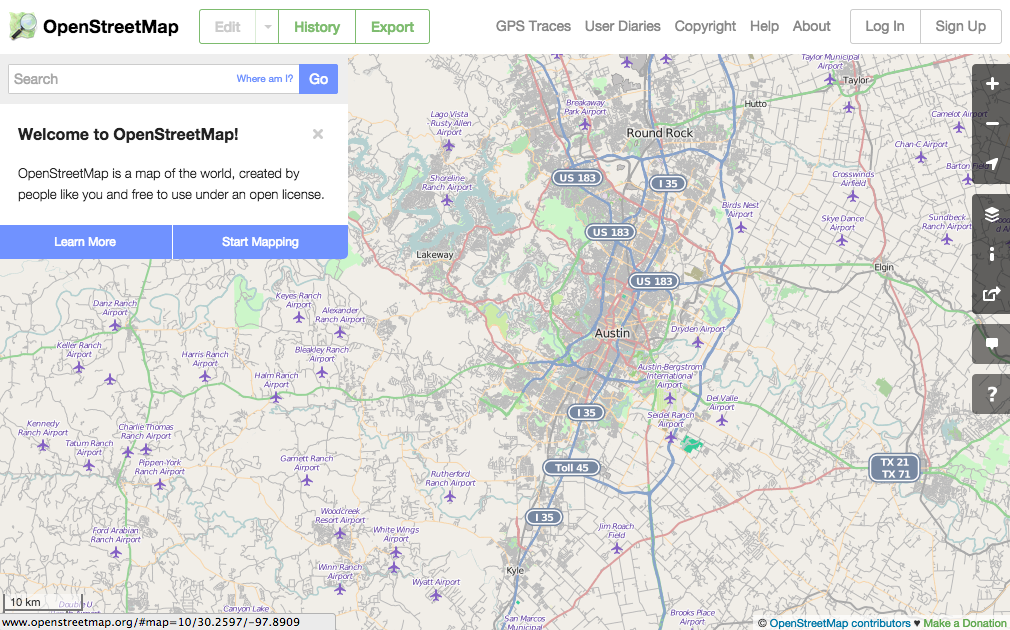 OpenStreetMap
Edit
History
Export
GPS Traces
User Diaries
Copyright
Help
About
Log In
Sign Up
Search
Where am I?
Go
Welcome to OpenStreetMap!
OpenStreetMap is a map of the world, created by
people like you and free to use under an open license.
Learn More
Start Mapping
Taylor Municipal
Airport
Taylor
Hutto
Breakaway
Park Airport
Round Rock
Lago Vista -
Rusty Allen
Airport
Camelot Airport
Chan-C Airport
Barton
US 183
I 35
Shoreline
Ranch Airport
Crosswinds
Airfield
Birds Nest
Airport
Skye Dance
Airport
Sundbeck
Ranch Airport
US 183
Lakeway
Elgin
US 183
Keyes Ranch
Airport
Danz Ranch
Airport
Alexander
Ranch Airport
Austin
Dryden Airport
Keller Ranch
Airport
Harris Ranch
Airport
Bleakley Ranch
Airport
Halm Ranch
Airport
Austin-Bergstrom
International
Airport
Del Valle
Airport
I 35
Seidel Ranch
Airport
Kennedy
Ranch Airport
Charlie Thomas
Ranch Airport
Tatum Ranch
Airport
Pippen-York
Ranch Airport
Garnett Ranch
Airport
Toll 45
TX 21
TX 71
Rutherford
Ranch Airport
Woodcreek
Resort Airport
I 35
White Wings
Airport
Jim Roach
Field
Ford Arabian
Ranch Airport
Winn Ranch
Airport
Kyle
Wyatt Airport
10 km
Double U
Canyon Lake
San Marcos
Municipal
Brooks Place
Airport
www.openstreetmap.org/#map=10/30.2597/-97.8909
© OpenStreetMap contributors ♥ Make a Donation